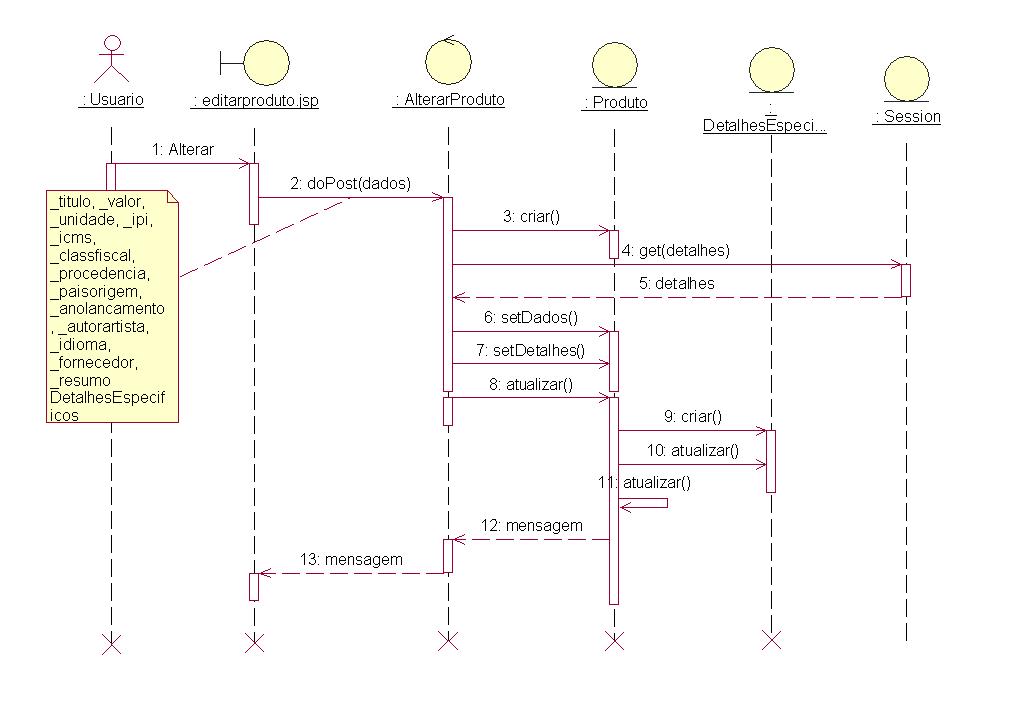 : Usuario
: editarproduto.jsp
: AlterarProduto
: Produto
:
DetalhesEspeci...
: Session
1: Alterar
2: doPost(dados)
_titulo, _valor,
_unidade, _ipi,
_icms,
_classfiscal,
_procedencia,
_paisorigem,
_anolancamento
, _autorartista,
_idioma,
_fornecedor,
_resumo
DetalhesEspecif
icos
3: criar()
4: get(detalhes)
5: detalhes
6: setDados()
7: setDetalhes()
8: atualizar()
9: criar()
10: atualizar()
11: atualizar()
12: mensagem
13: mensagem